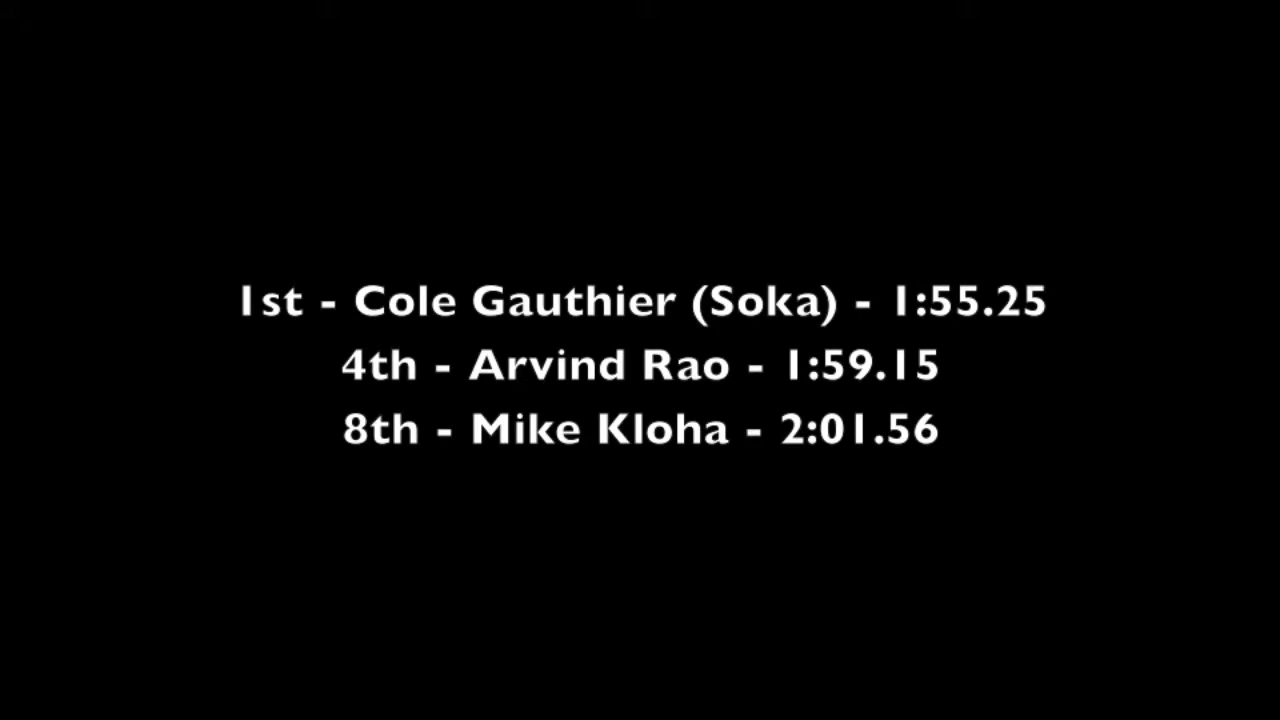 1st - Cole Gauthier (Soka) - 1:55.25
4th - Arvind Rao - 1:59.15
8th - Mike Kloha - 2:01.56